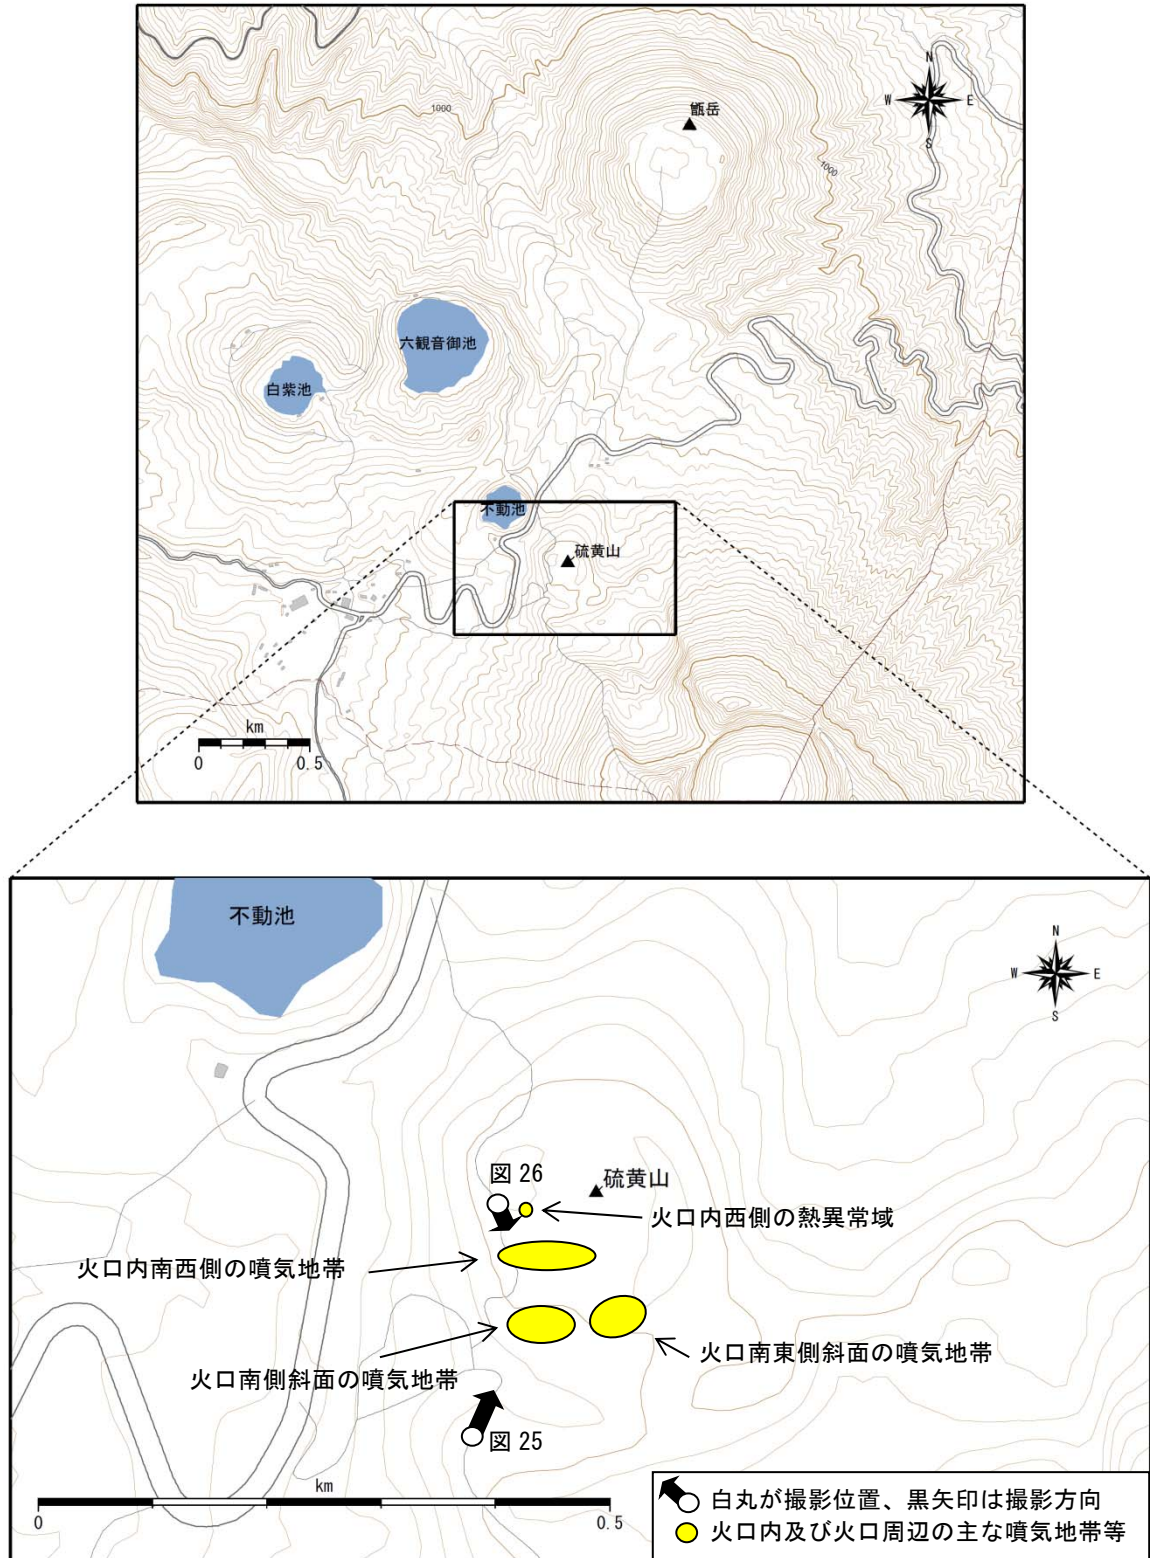 N
W
E
S
甑岳
1000
1000
六観音御池
白紫池
不動池
硫黄山
km
0
0.5
不動池
N
W
E
S
図 26
硫黄山
火口内西側の熱異常域
火口内南西側の噴気地帯
火口南東側斜面の噴気地帯
火口南側斜面の噴気地帯
図 25
km
0
0.5
白丸が撮影位置、黒矢印は撮影方向
火口内及び火口周辺の主な噴気地帯等